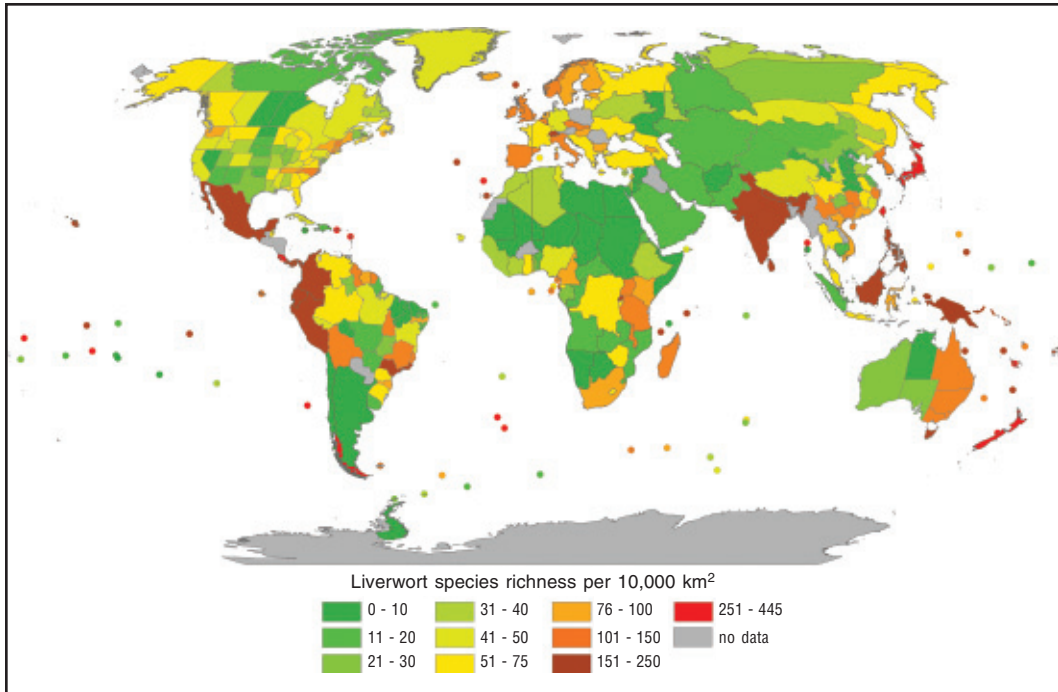 Liverwort species richness per 10,000 km²
0 - 10
31 - 40
76 - 100
251 - 445
11 - 20
41 - 50
101 - 150
no data
21 - 30
51 - 75
151 - 250